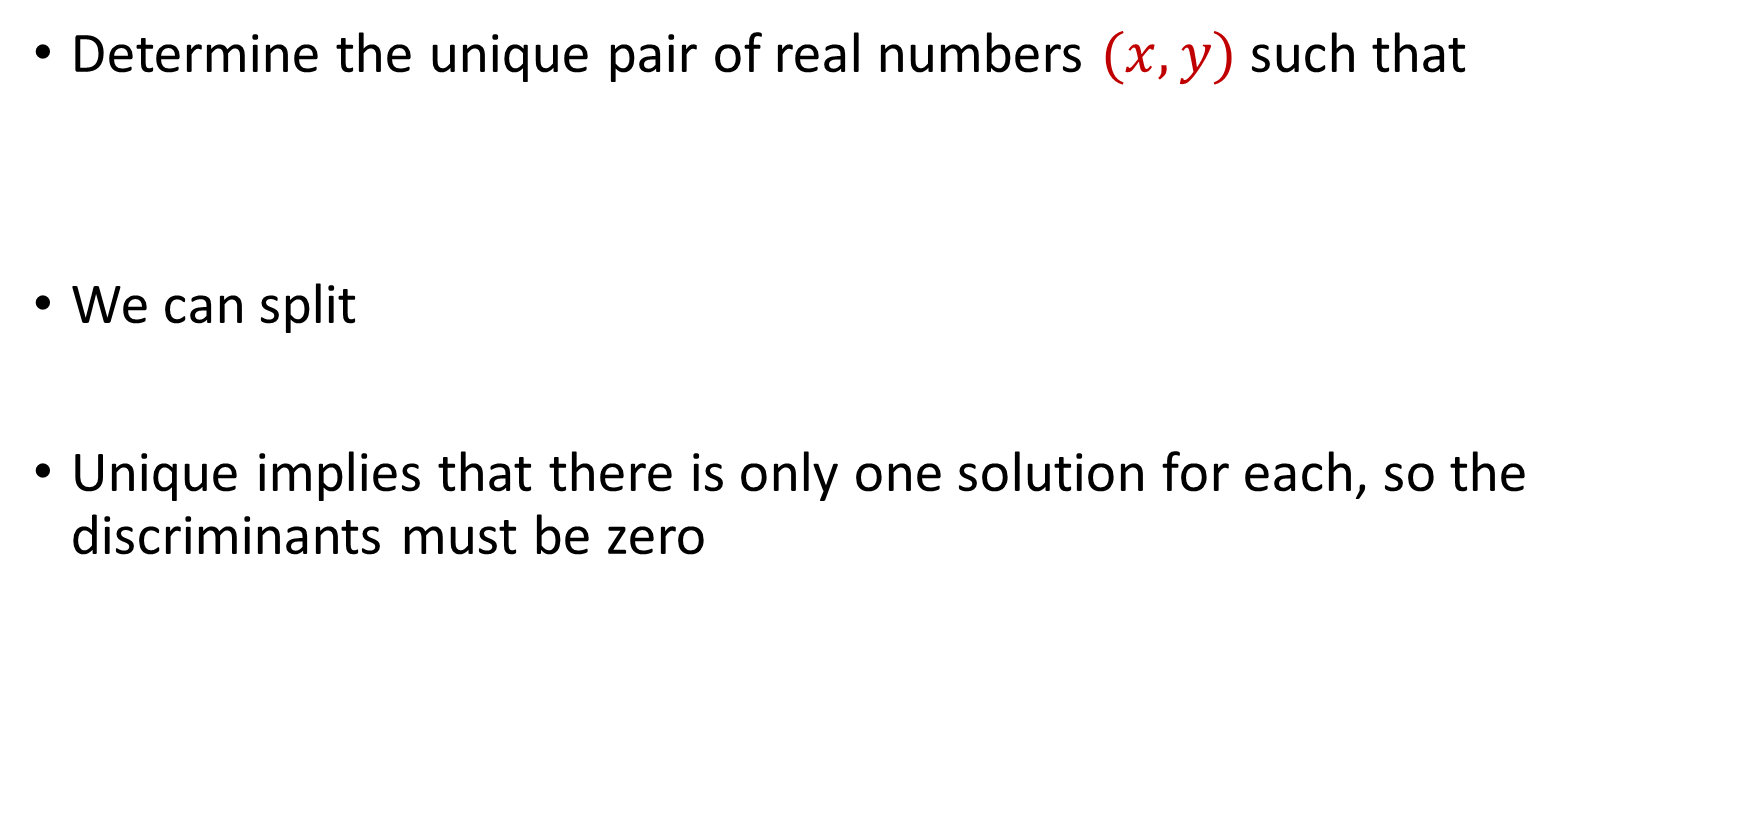 • Determine the unique pair of real numbers (x, y) such that
• We can split
• Unique implies that there is only one solution for each, so the
discriminants must be zero